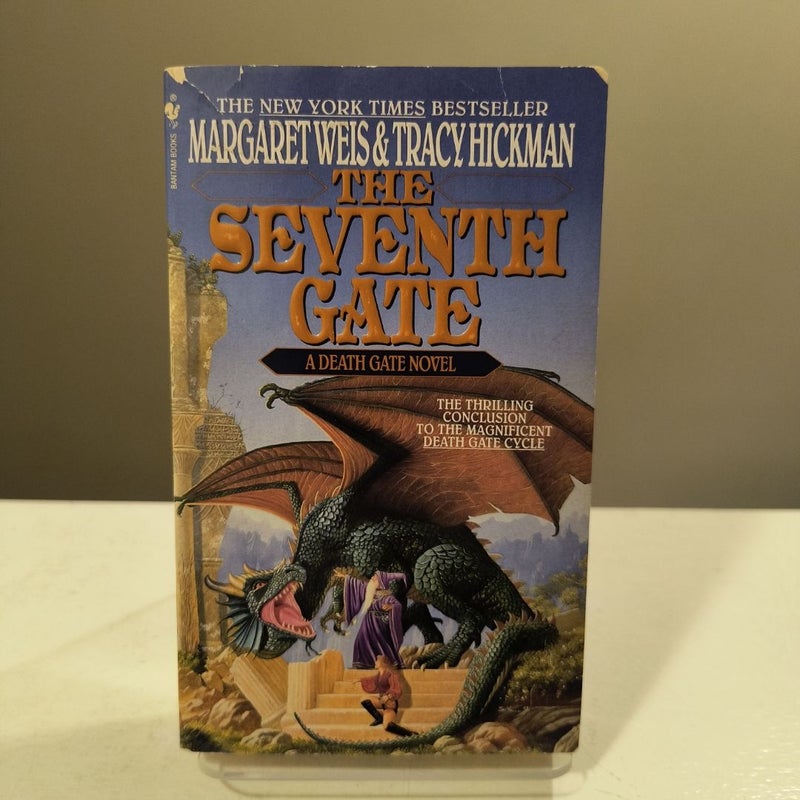 THE NEW YORK TIMES BESTSELLER
MARGARET WEIS & TRACY HICKMAN
THE
SEVENTH
GATE
A DEATH GATE NOVEL
THE THRILLING
CONCLUSION
TO THE MAGNIFICENT
DEATH GATE CYCLE
BANTAM BOOKS
®